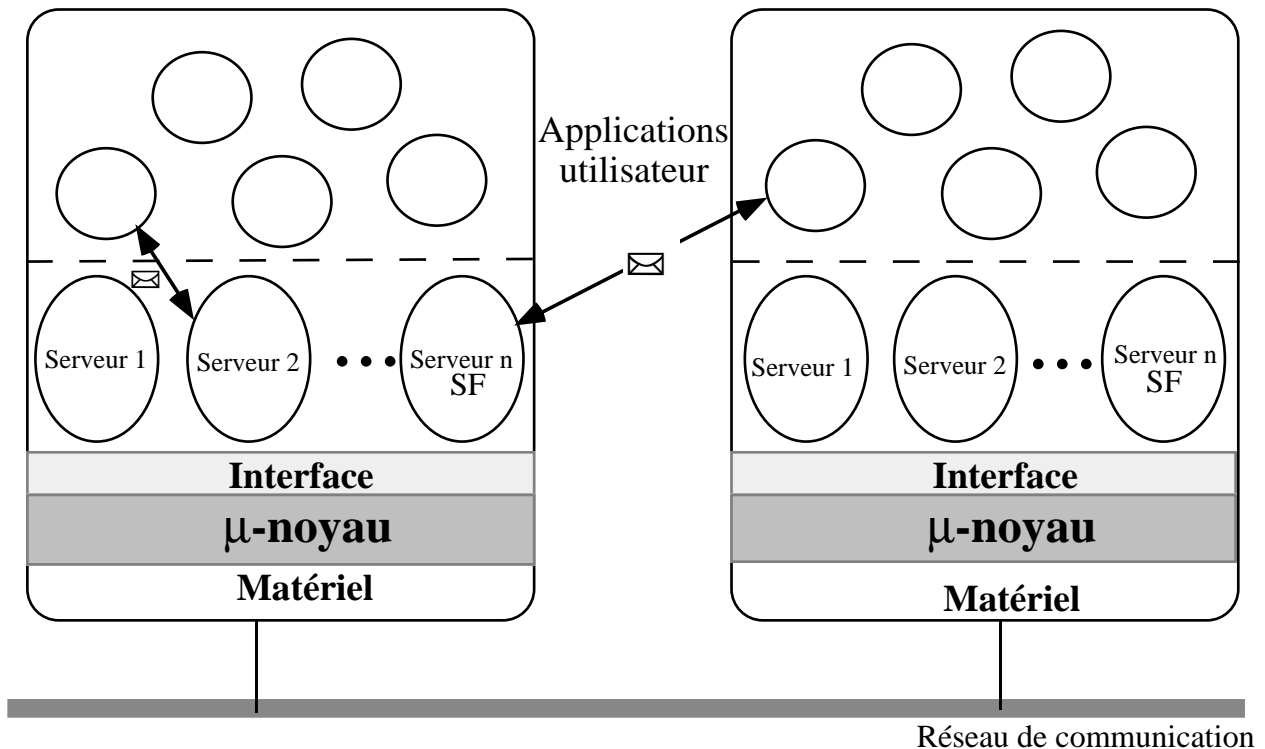 Applications
utilisateur
Serveur 1
Serveur 2
Serveur n
SF
Interface
μ-noyau
Matériel
Serveur 1
Serveur 2
Serveur n
SF
Interface
μ-noyau
Matériel
Réseau de communication